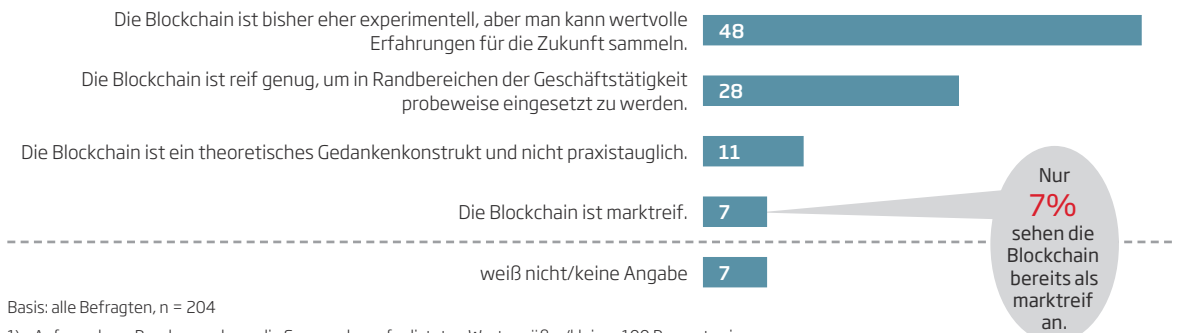 Die Blockchain ist bisher eher experimentell, aber man kann wertvolle
Erfahrungen für die Zukunft sammeln.
48
Die Blockchain ist reif genug, um in Randbereichen der Geschäftstätigkeit
probeweise eingesetzt zu werden.
28
Die Blockchain ist ein theoretisches Gedankenkonstrukt und nicht praxistauglich.
11
Die Blockchain ist marktreif.
7
Nur
7%
sehen die
Blockchain
bereits als
marktreif
an.
weiß nicht/keine Angabe
7
Basis: alle Befragten, n = 204